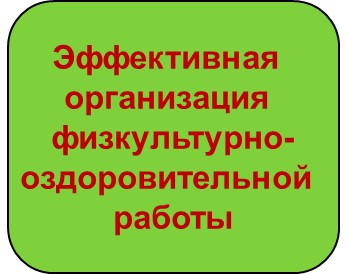 Эффективная
организация
физкультурно-
оздоровительной
работы